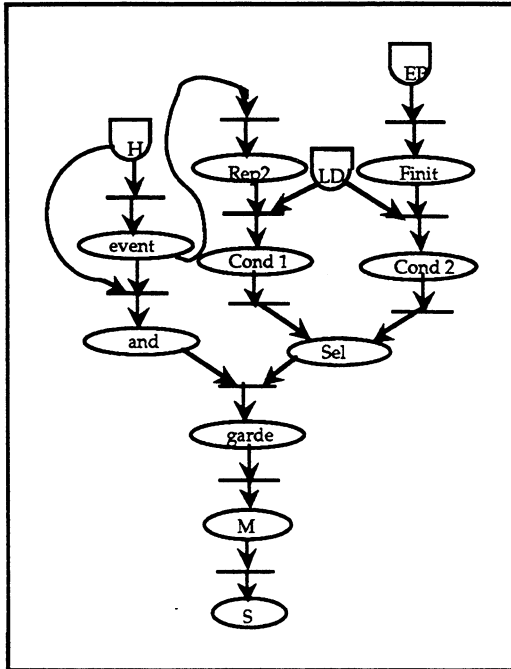 EP
H
Rep2
LD
Finit
event
Cond 1
Cond 2
and
Sel
garde
M
S